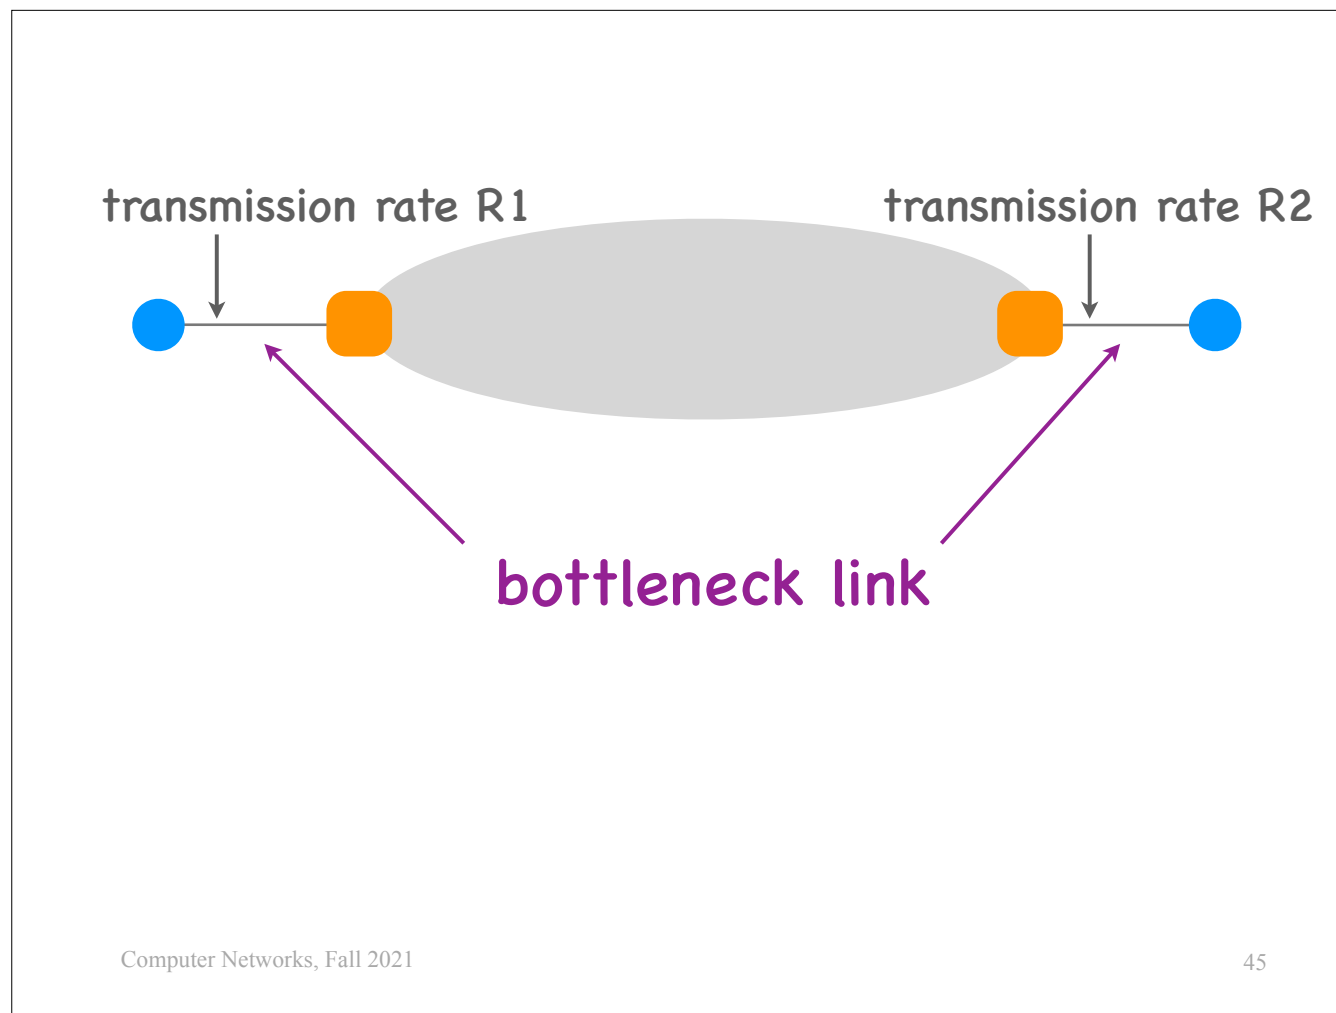 transmission rate R1
transmission rate R2
bottleneck link
Computer Networks, Fall 2021
45